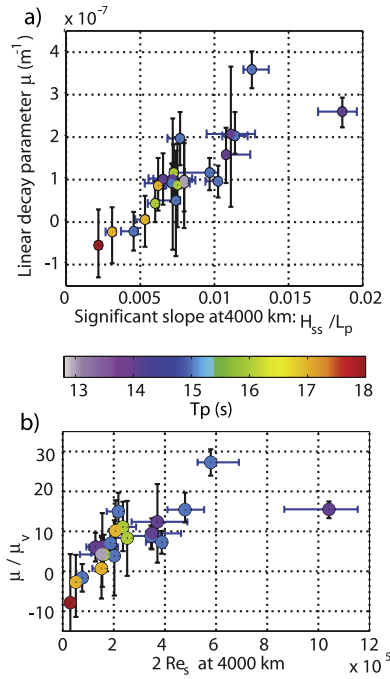 a)
x 10⁻⁷
Linear decay parameter μ (m⁻¹)
4
3
2
1
0
-1
0 0.005 0.01 0.015 0.02
Significant slope at4000 km: Hss /Lp
13 14 15 16 17 18
Tp (s)
b)
μ / μv
30
20
10
0
-10
0 2 4 6 8 10 12
x 10⁵
2 Res at 4000 km